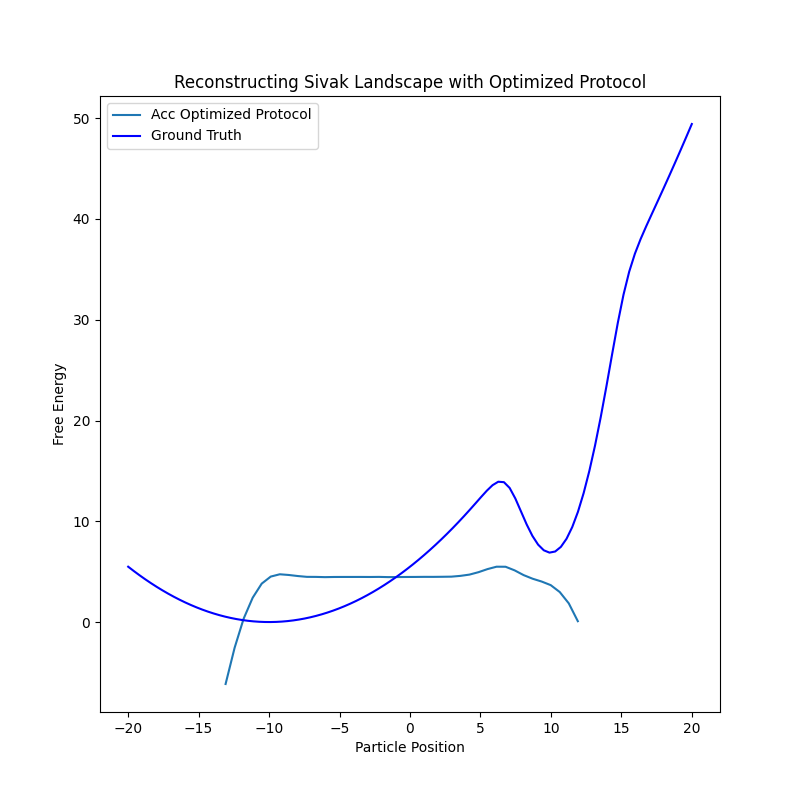 Reconstructing Sivak Landscape with Optimized Protocol
Acc Optimized Protocol
Ground Truth
50
40
30
20
10
0
Free Energy
−20 −15 −10 −5 0 5 10 15 20
Particle Position